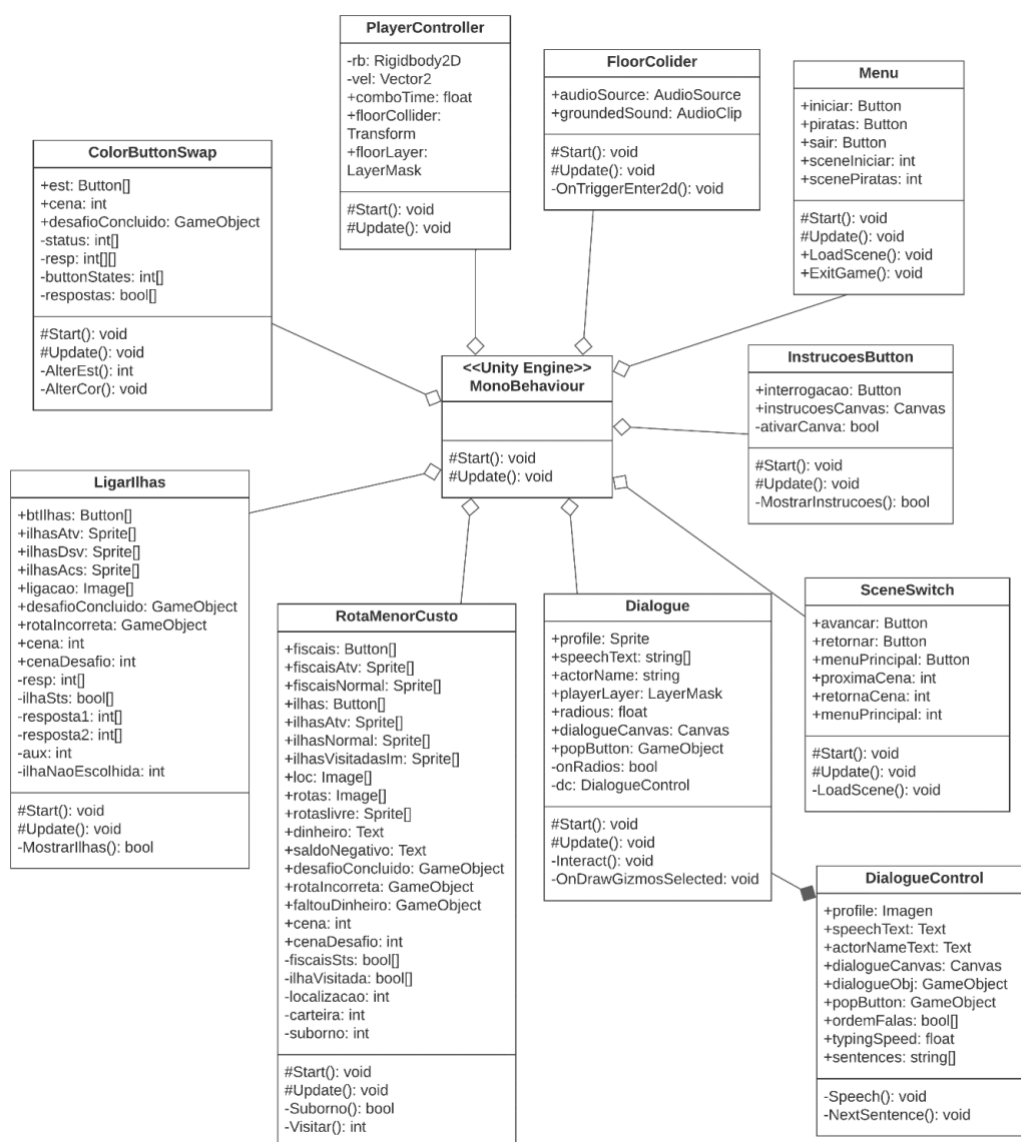 PlayerController
-rb: Rigidbody2D
-vel: Vector2
+comboTime: float
+floorCollider:
Transform
+floorLayer:
LayerMask
#Start(): void
#Update(): void
FloorColider
+audioSource: AudioSource
+groundedSound: AudioClip
#Start(): void
#Update(): void
-OnTriggerEnter2d(): void
Menu
+iniciar: Button
+piratas: Button
+sair: Button
+sceneIniciar: int
+scenePiratas: int
#Start(): void
#Update(): void
+LoadScene(): void
+ExitGame(): void
ColorButtonSwap
+est: Button[]
+cena: int
+desafioConcluido: GameObject
-status: int[]
-resp: int[][]
-buttonStates: int[]
-respostas: bool[]
#Start(): void
#Update(): void
-AlterEst(): int
-AlterCor(): void
<<Unity Engine>>
MonoBehaviour
#Start(): void
#Update(): void
InstrucoesButton
+interrogacao: Button
+instrucoesCanvas: Canvas
-ativarCanva: bool
#Start(): void
#Update(): void
-MostrarInstrucoes(): bool
LigarIlhas
+btIlhas: Button[]
+ilhasAtv: Sprite[]
+ilhasDsv: Sprite[]
+ilhasAcs: Sprite[]
+ligacao: Image[]
+desafioConcluido: GameObject
+rotaIncorreta: GameObject
+cena: int
+cenaDesafio: int
-resp: int[]
-ilhaSts: bool[]
-resposta1: int[]
-resposta2: int[]
-aux: int
-ilhaNaoEscolhida: int
#Start(): void
#Update(): void
-MostrarIlhas(): bool
RotaMenorCusto
+fiscais: Button[]
+fiscaisAtv: Sprite[]
+fiscaisNormal: Sprite[]
+ilhas: Button[]
+ilhasAtv: Sprite[]
+ilhasNormal: Sprite[]
+ilhasVisitadasIm: Sprite[]
+loc: Image[]
+rotas: Image[]
+rotaslivre: Sprite[]
+dinheiro: Text
+saldoNegativo: Text
+desafioConcluido: GameObject
+rotaIncorreta: GameObject
+faltouDinheiro: GameObject
+cena: int
+cenaDesafio: int
-fiscaisSts: bool[]
-ilhaVisitada: bool[]
-localizacao: int
-carteira: int
-suborno: int
#Start(): void
#Update(): void
-Suborno(): bool
-Visitar(): int
Dialogue
+profile: Sprite
+speechText: string[]
+actorName: string
+playerLayer: LayerMask
+radious: float
+dialogueCanvas: Canvas
+popButton: GameObject
-onRadios: bool
-dc: DialogueControl
#Start(): void
#Update(): void
-Interact(): void
-OnDrawGizmosSelected: void
SceneSwitch
+avancar: Button
+retornar: Button
+menuPrincipal: Button
+proximaCena: int
+retornaCena: int
+menuPrincipal: int
#Start(): void
#Update(): void
-LoadScene(): void
DialogueControl
+profile: Imagen
+speechText: Text
+actorNameText: Text
+dialogueCanvas: Canvas
+dialogueObj: GameObject
+popButton: GameObject
+ordemFalas: bool[]
+typingSpeed: float
+sentences: string[]
-Speech(): void
-NextSentence(): void